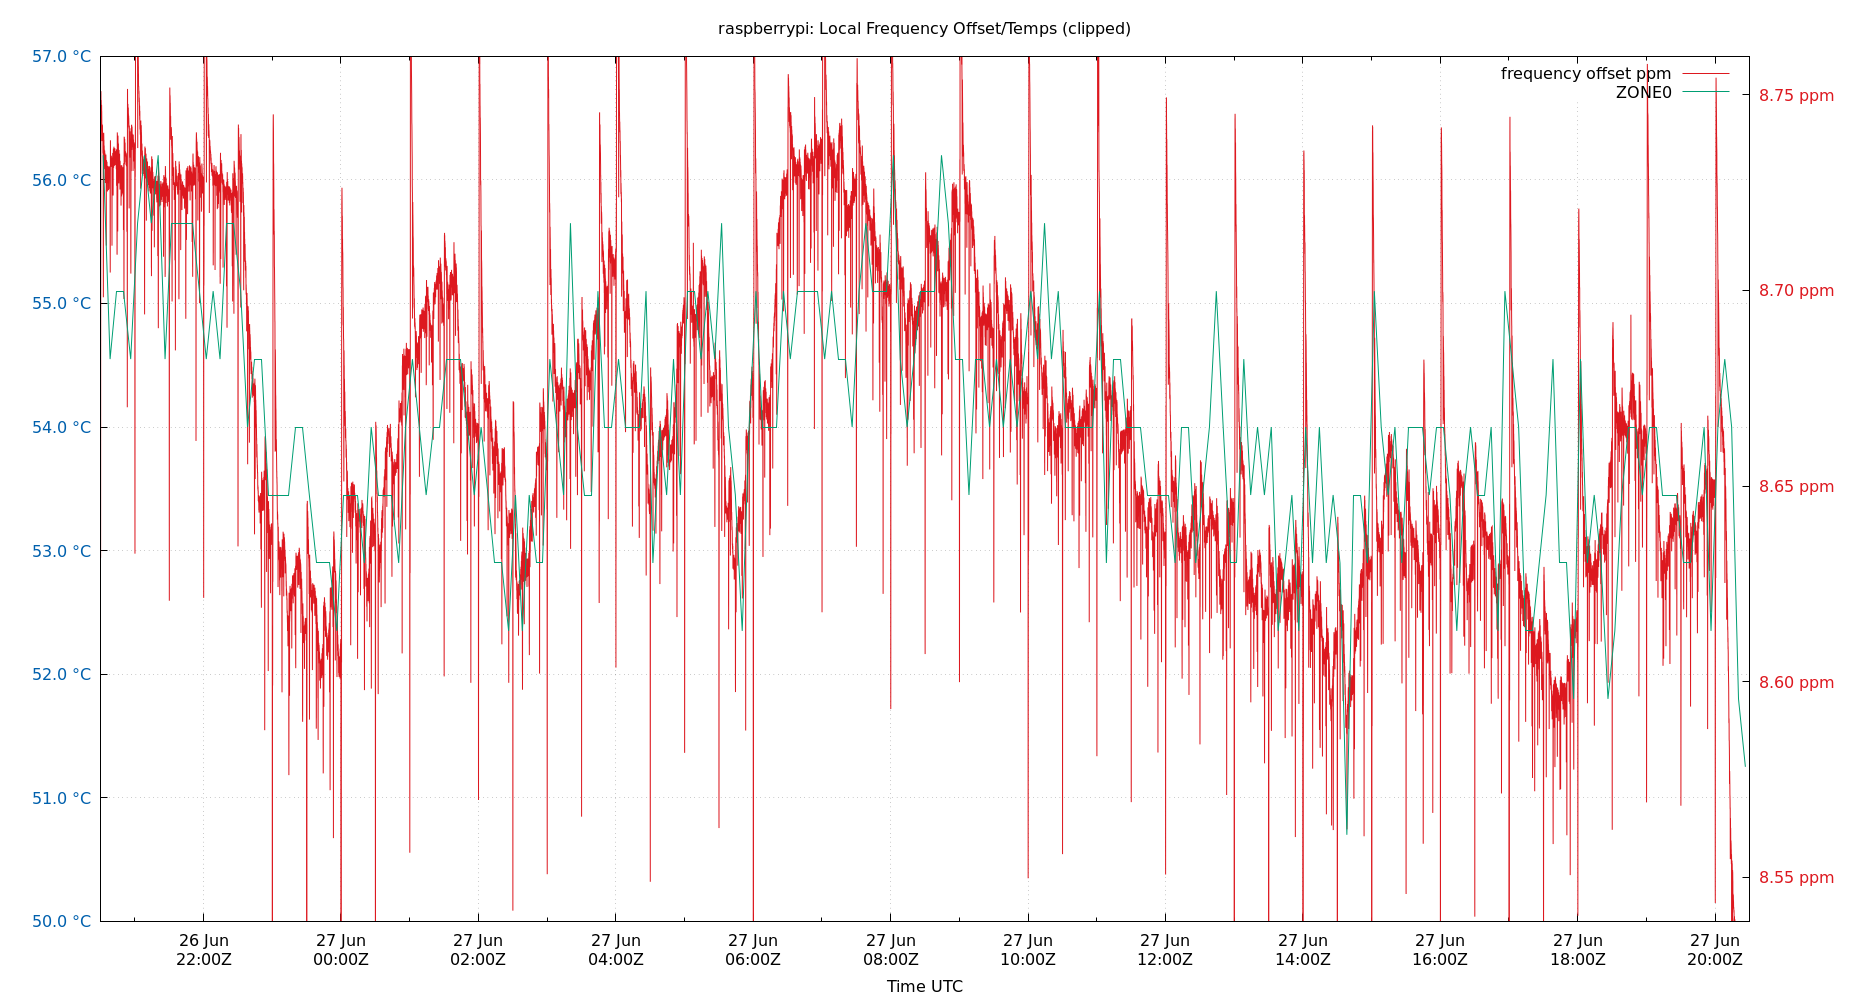 raspberrypi: Local Frequency Offset/Temps (clipped)
57.0 °C
56.0 °C
55.0 °C
54.0 °C
53.0 °C
52.0 °C
51.0 °C
50.0 °C
frequency offset ppm
ZONE0
8.75 ppm
8.70 ppm
8.65 ppm
8.60 ppm
8.55 ppm
26 Jun
22:00Z
27 Jun
00:00Z
27 Jun
02:00Z
27 Jun
04:00Z
27 Jun
06:00Z
27 Jun
08:00Z
27 Jun
10:00Z
27 Jun
12:00Z
27 Jun
14:00Z
27 Jun
16:00Z
27 Jun
18:00Z
27 Jun
20:00Z
Time UTC